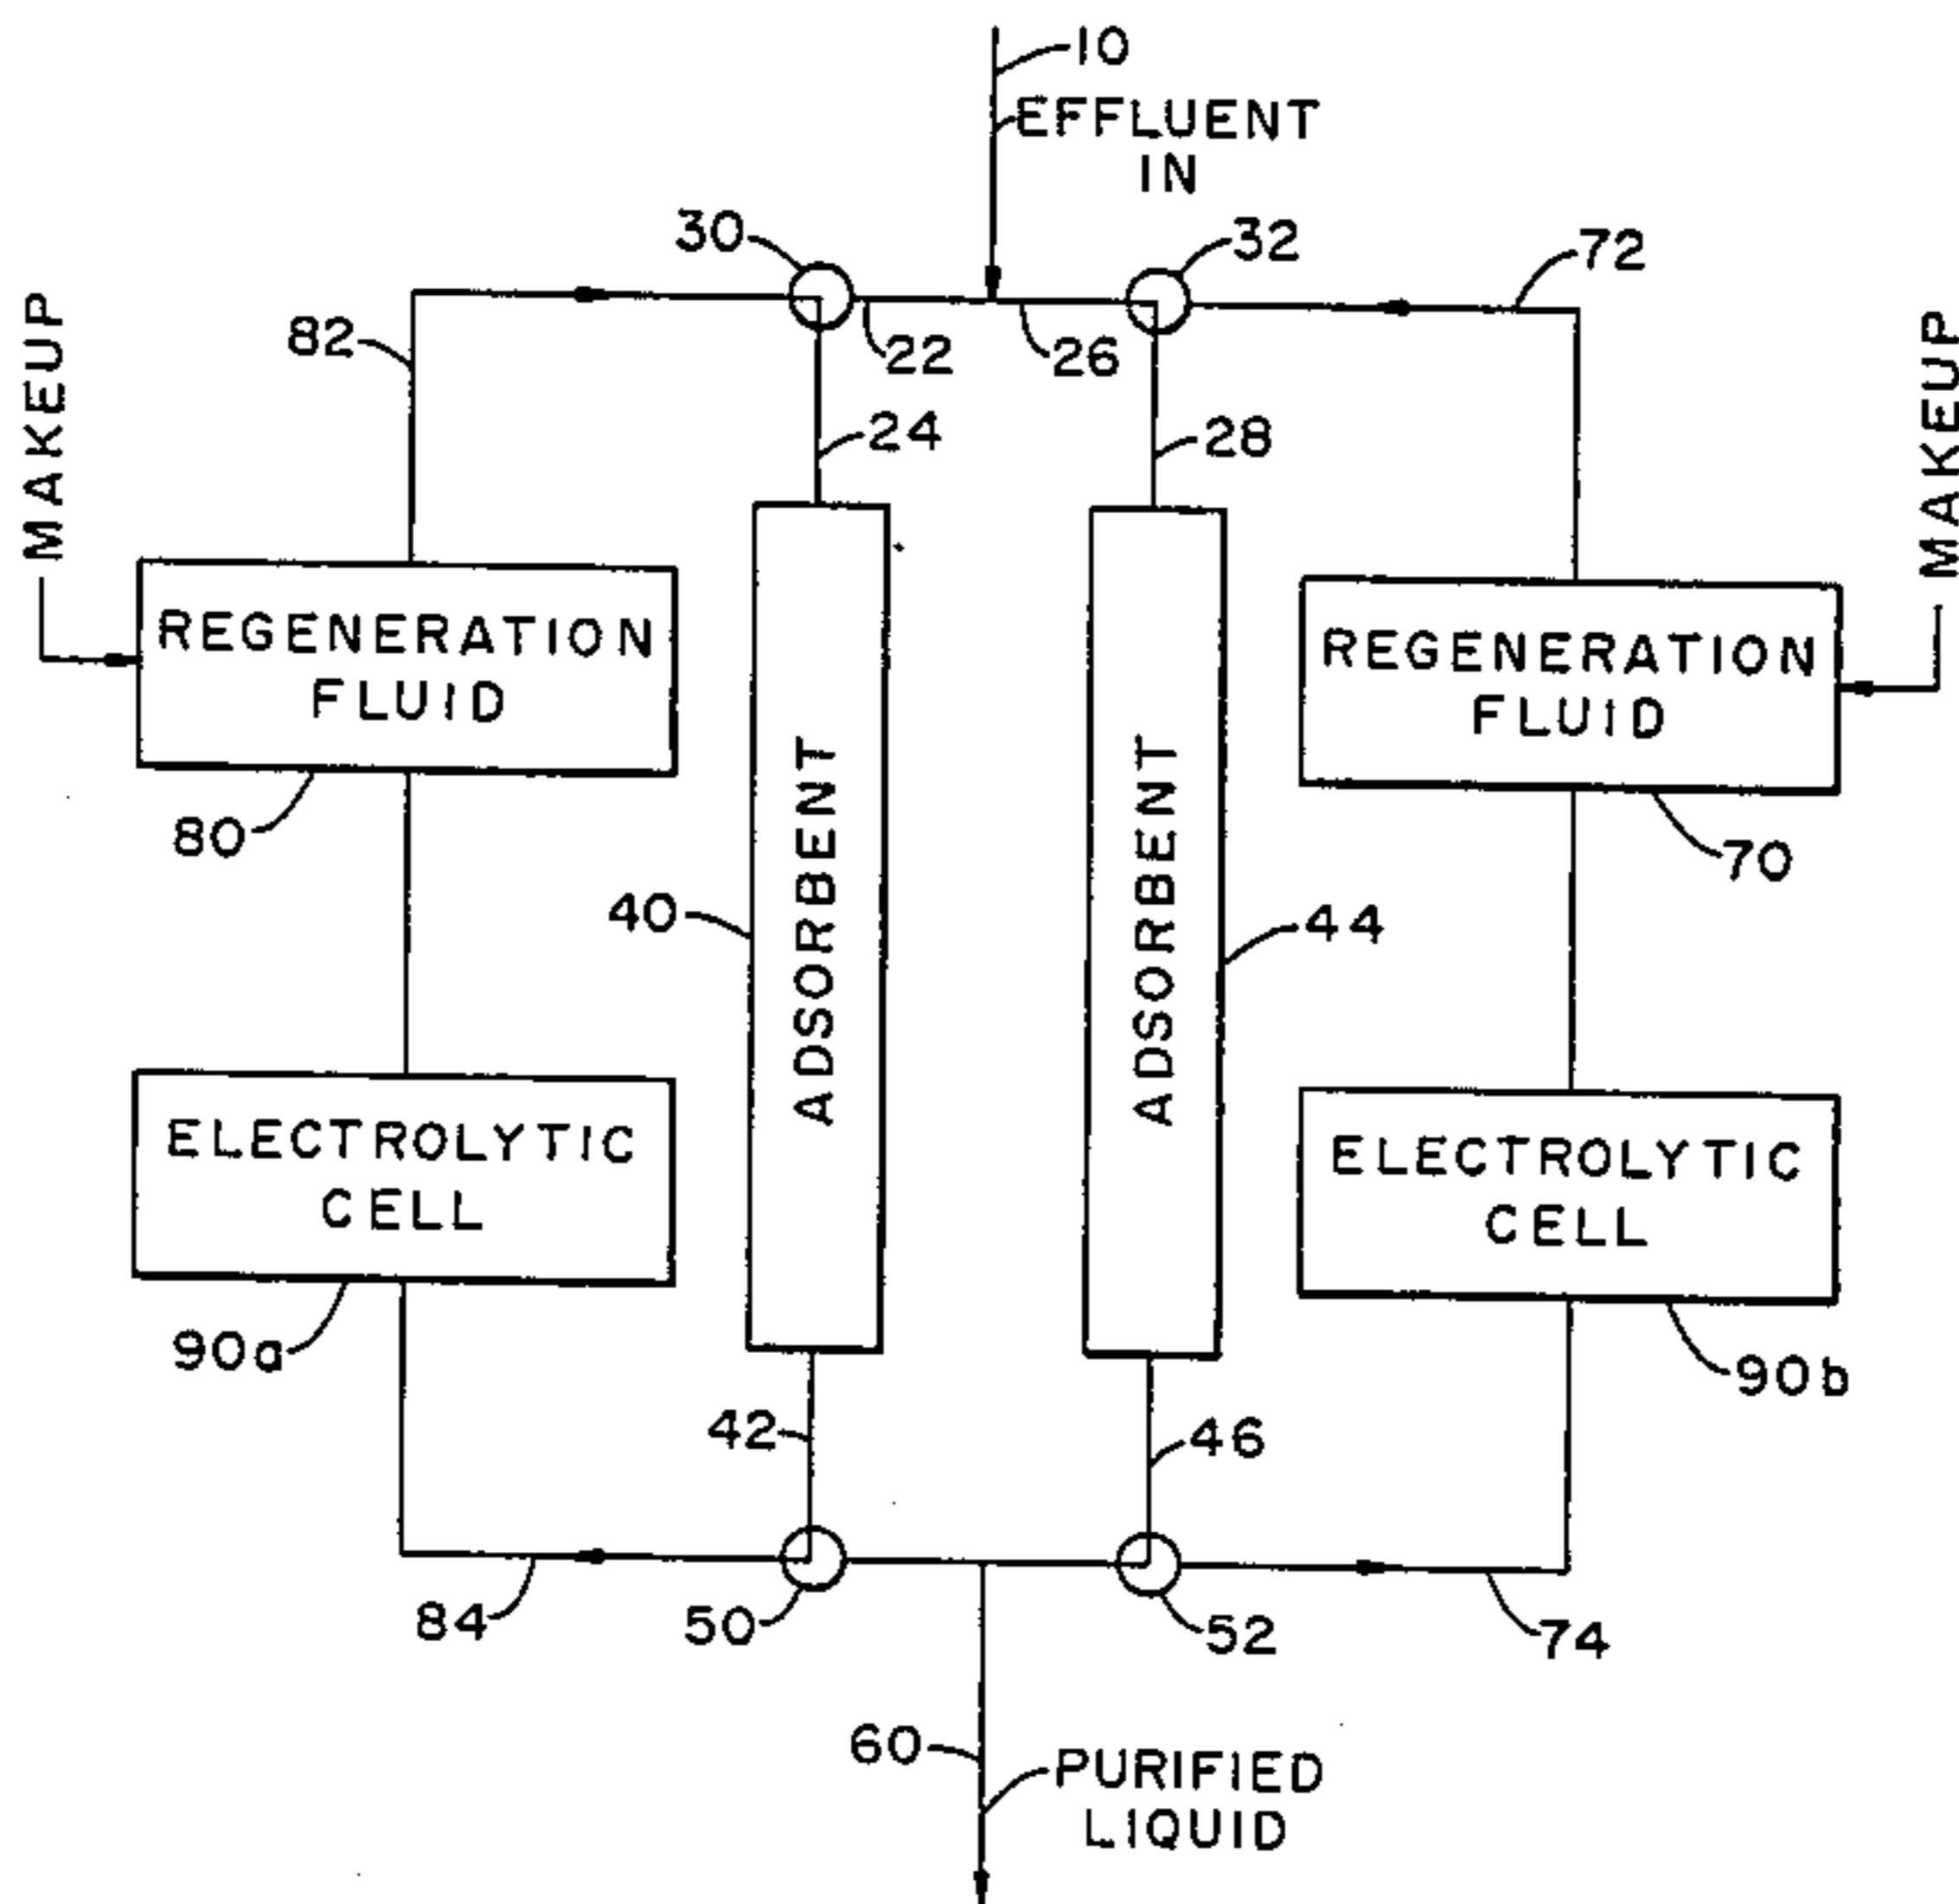 10
EFFLUENT
IN
30
32
72
82
22
26
MAKEUP
MAKEUP
24
28
REGENERATION
FLUID
REGENERATION
FLUID
80
70
40
ADSORBENT
ADSORBENT
44
ELECTROLYTIC
CELL
ELECTROLYTIC
CELL
90a
90b
42
46
84
50
52
74
60
PURIFIED
LIQUID